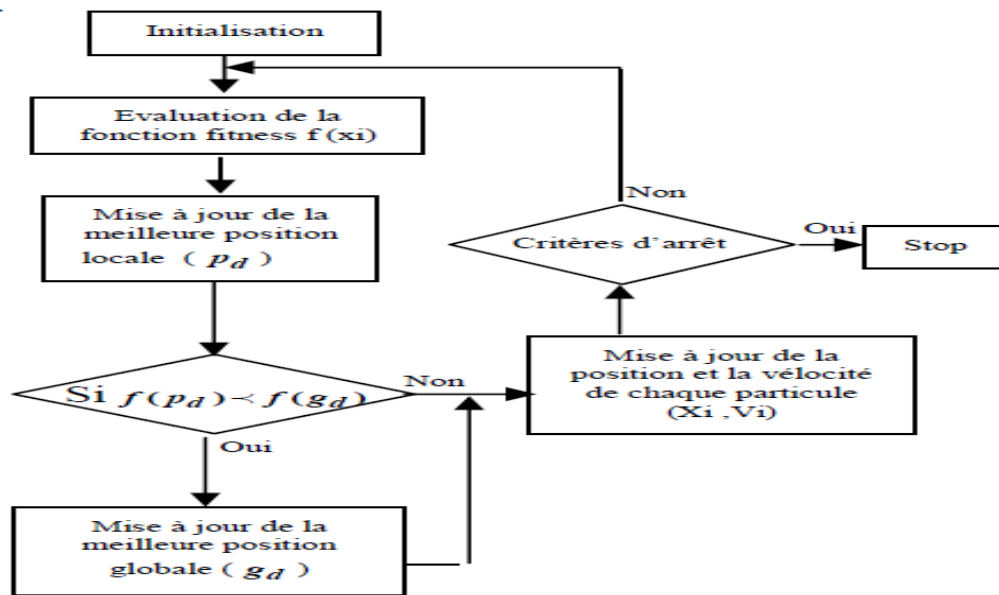 Initialisation
Evaluation de la
fonction fitness f (xi)
Mise à jour de la
meilleure position
locale ( p_d )
Si f(p_d) ≺ f(g_d)
Non
Oui
Mise à jour de la
meilleure position
globale ( g_d )
Mise à jour de la
position et la vélocité
de chaque particule
(Xi ,Vi)
Critères d'arrêt
Non
Oui
Stop